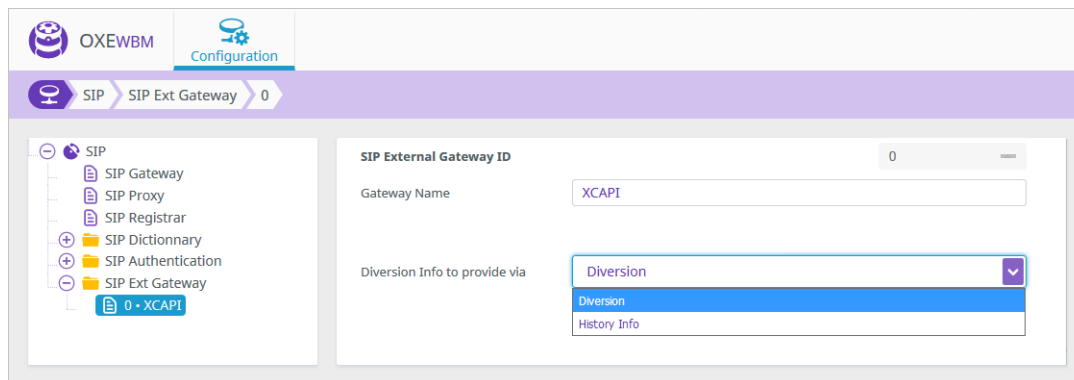 OXEWBM
Configuration
SIP SIP Ext Gateway 0
SIP
SIP Gateway
SIP Proxy
SIP Registrar
SIP Dictionnary
SIP Authentication
SIP Ext Gateway
0 • XCAPI
SIP External Gateway ID 0
Gateway Name XCAPI
Diversion Info to provide via Diversion
Diversion
History Info